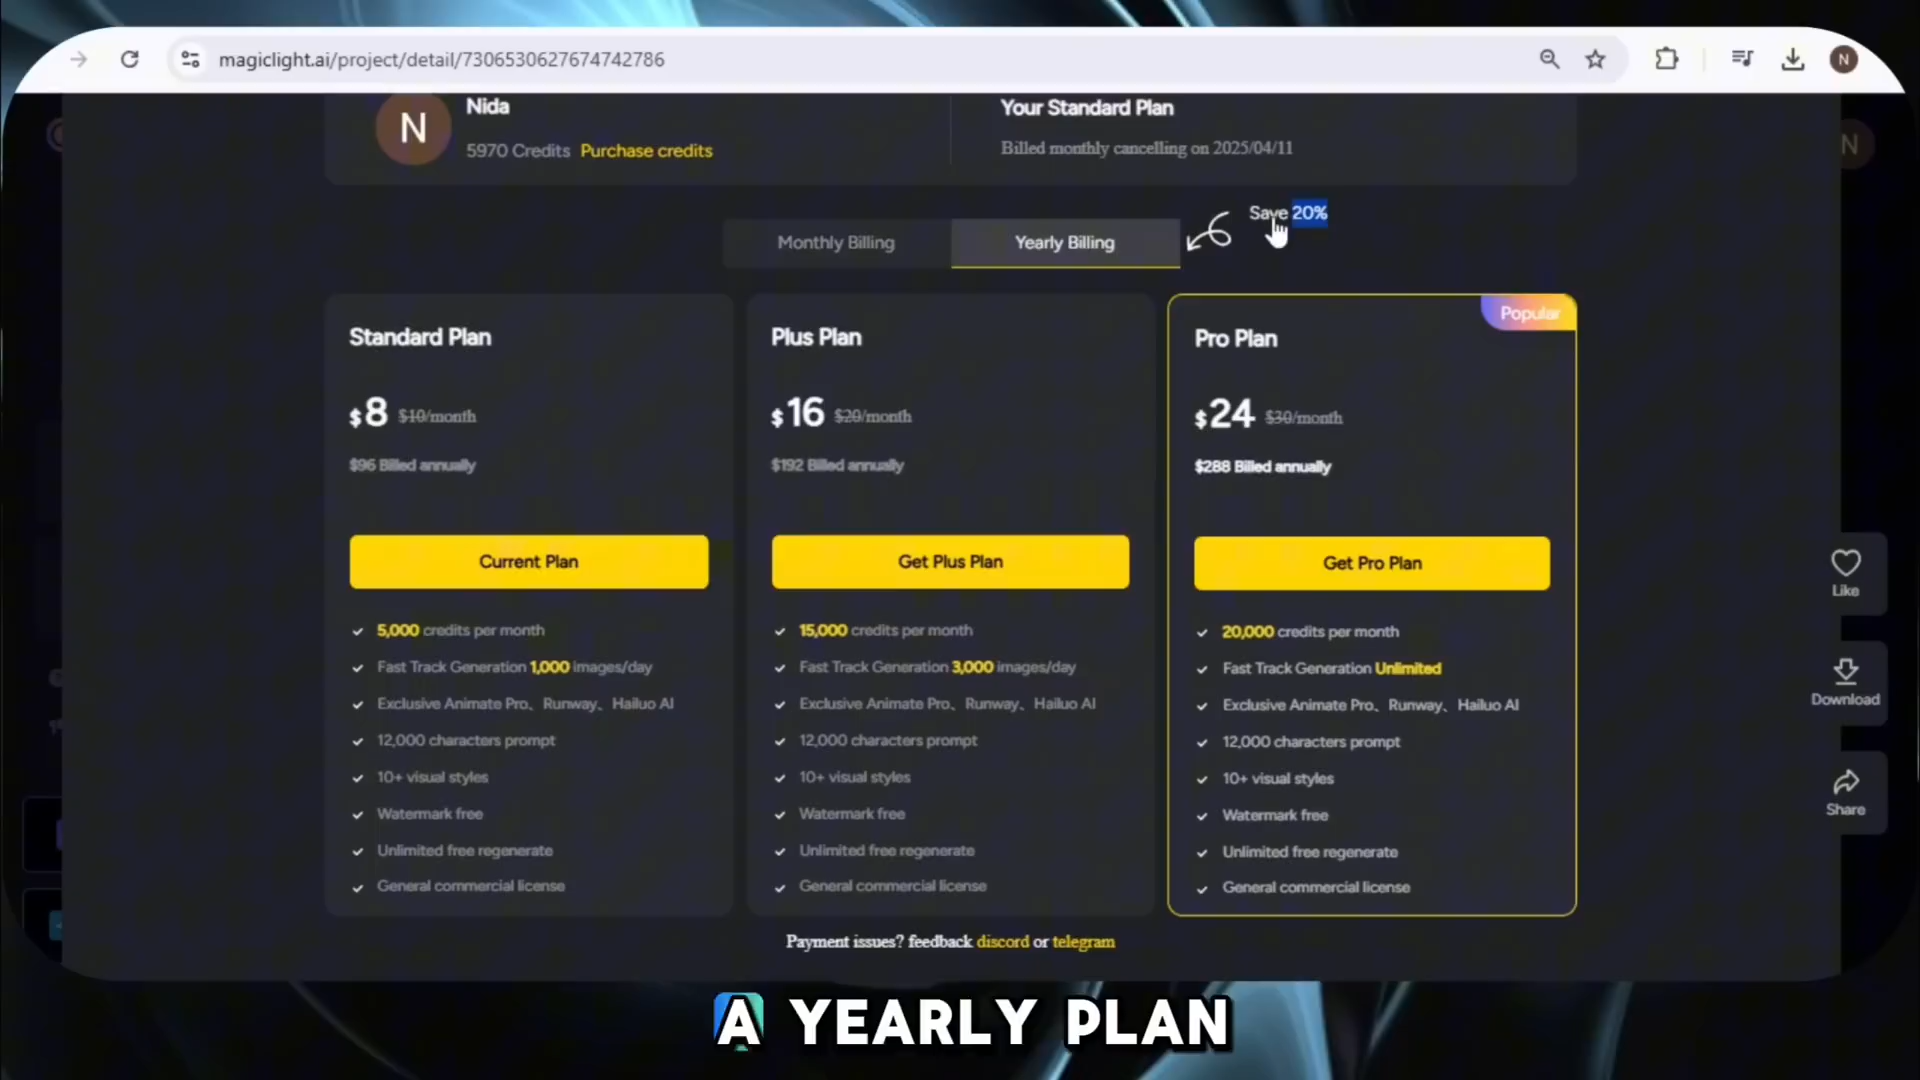 magiclight.ai/project/detail/7306530627674742786
N
N
Nida
5970 Credits Purchase credits
Your Standard Plan
Billed monthly cancelling on 2025/04/11
N
Monthly Billing
Yearly Billing
Save 20%
Standard Plan
$8 $10/month
$96 Billed annually
Current Plan
5,000 credits per month
Fast Track Generation 1,000 images/day
Exclusive Animate Pro、Runway、Hailuo AI
12,000 characters prompt
10+ visual styles
Watermark free
Unlimited free regenerate
General commercial license
Plus Plan
$16 $20/month
$192 Billed annually
Get Plus Plan
15,000 credits per month
Fast Track Generation 3,000 images/day
Exclusive Animate Pro、Runway、Hailuo AI
12,000 characters prompt
10+ visual styles
Watermark free
Unlimited free regenerate
General commercial license
Popular
Pro Plan
$24 $30/month
$288 Billed annually
Get Pro Plan
20,000 credits per month
Fast Track Generation Unlimited
Exclusive Animate Pro、Runway、Hailuo AI
12,000 characters prompt
10+ visual styles
Watermark free
Unlimited free regenerate
General commercial license
Like
Download
Share
Payment issues? feedback discord or telegram
A YEARLY PLAN